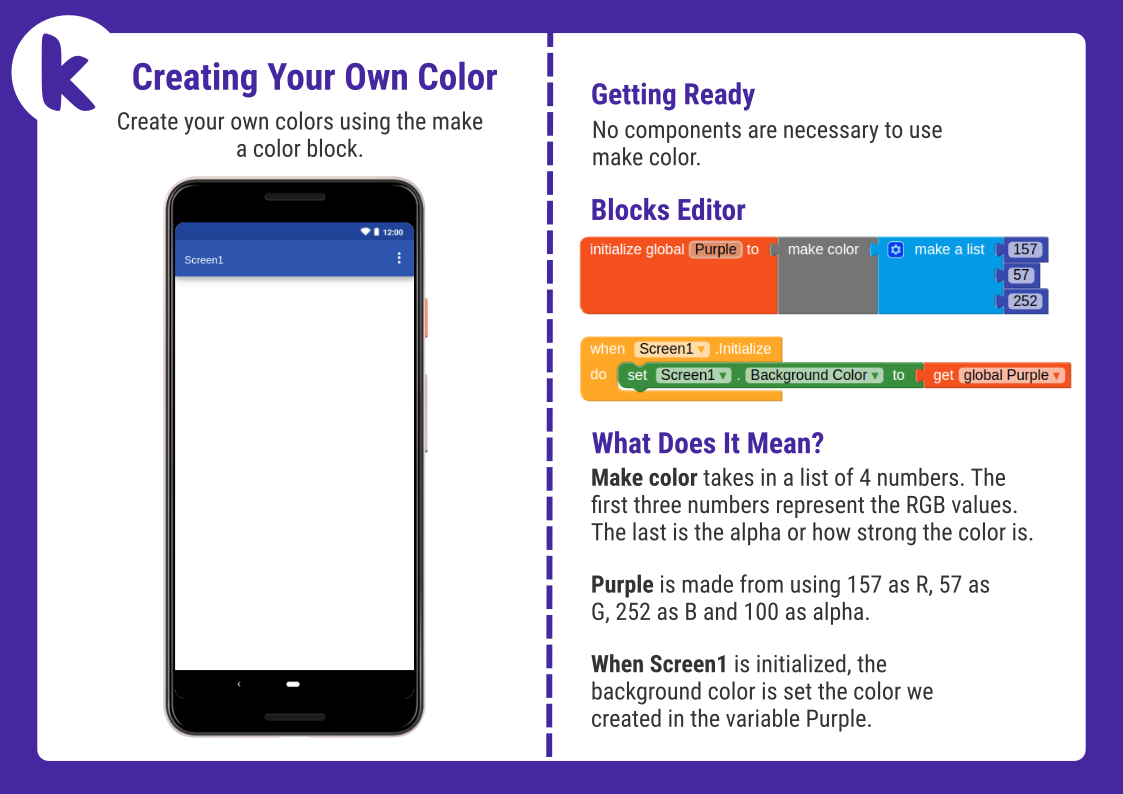 k
Creating Your Own Color
Create your own colors using the make
a color block.
12:00
Screen1
Getting Ready
No components are necessary to use
make color.
Blocks Editor
initialize global Purple to make color make a list 157
57
252
when Screen1 .Initialize
do set Screen1 . Background Color to get global Purple
What Does It Mean?
Make color takes in a list of 4 numbers. The
first three numbers represent the RGB values.
The last is the alpha or how strong the color is.
Purple is made from using 157 as R, 57 as
G, 252 as B and 100 as alpha.
When Screen1 is initialized, the
background color is set the color we
created in the variable Purple.